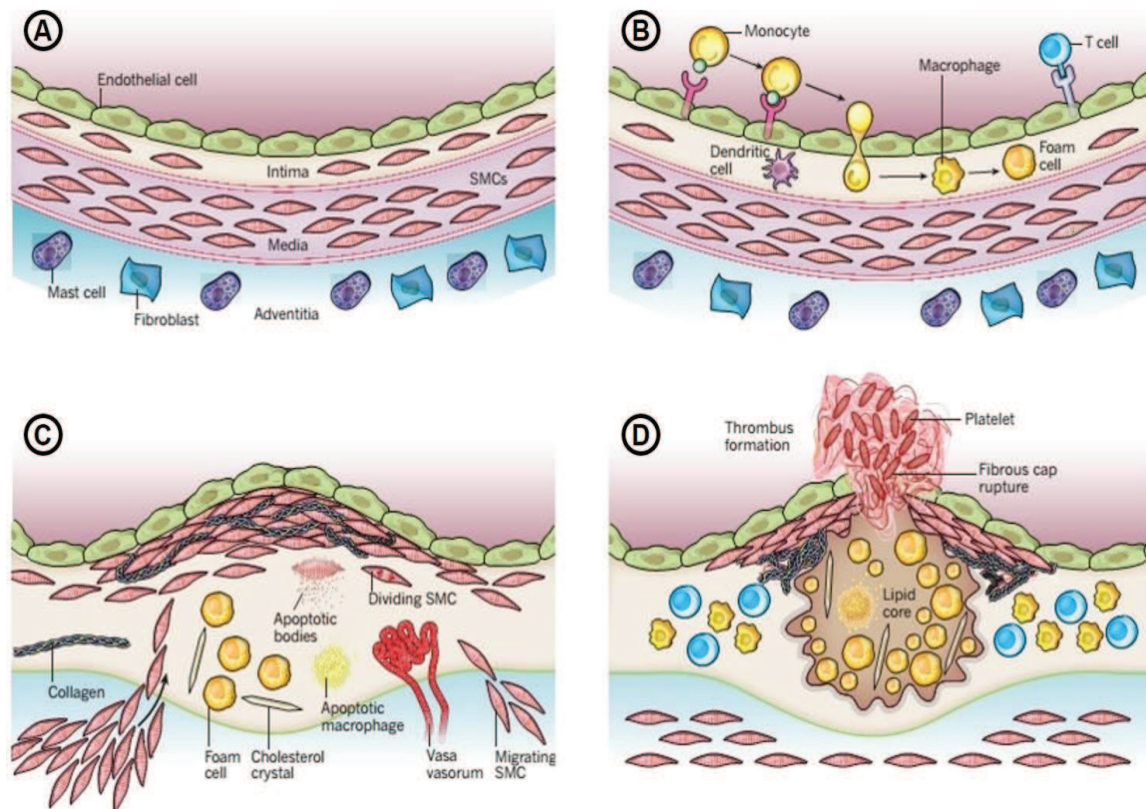 A
Endothelial cell
Intima
SMCs
Media
Mast cell
Fibroblast
Adventitia
B
Monocyte
T cell
Macrophage
Dendritic
cell
Foam
cell
C
Dividing SMC
Apoptotic
bodies
Collagen
Apoptotic
macrophage
Foam
cell
Cholesterol
crystal
Vasa
vasorum
Migrating
SMC
D
Thrombus
formation
Platelet
Fibrous cap
rupture
Lipid
core